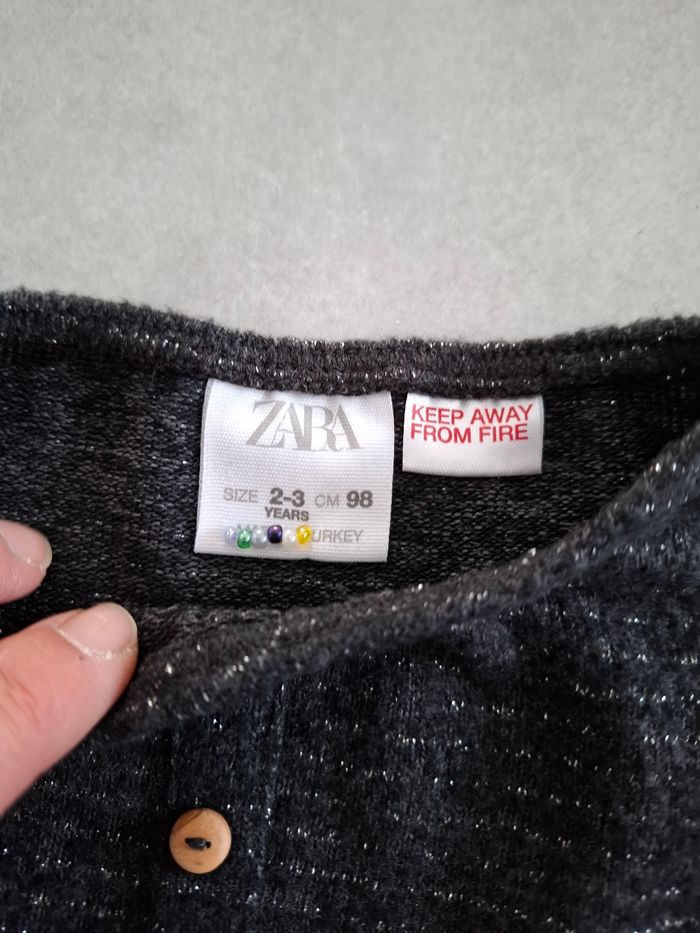 ZARA
SIZE 2-3 CM 98
YEARS
URKEY
KEEP AWAY
FROM FIRE